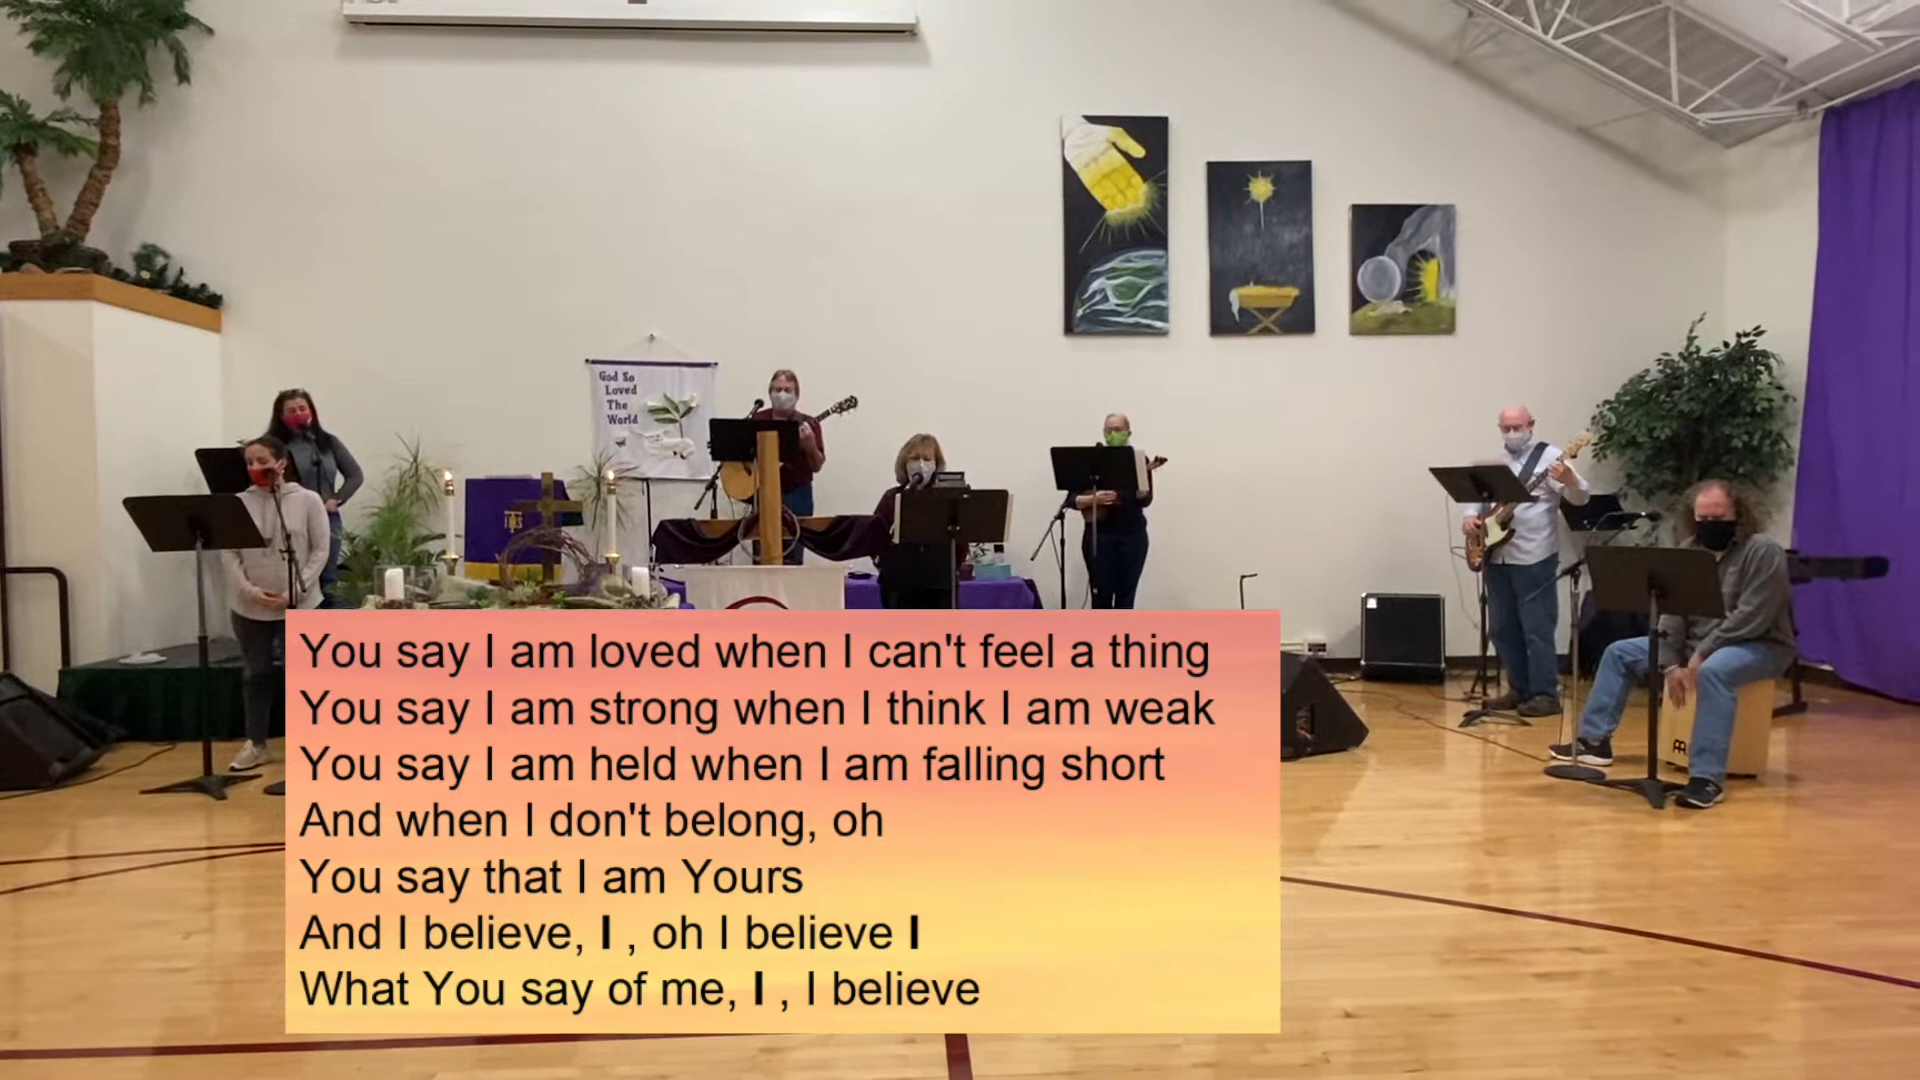 God So
Loved
The
World
IHS
You say I am loved when I can't feel a thing
You say I am strong when I think I am weak
You say I am held when I am falling short
And when I don't belong, oh
You say that I am Yours
And I believe, I , oh I believe I
What You say of me, I , I believe